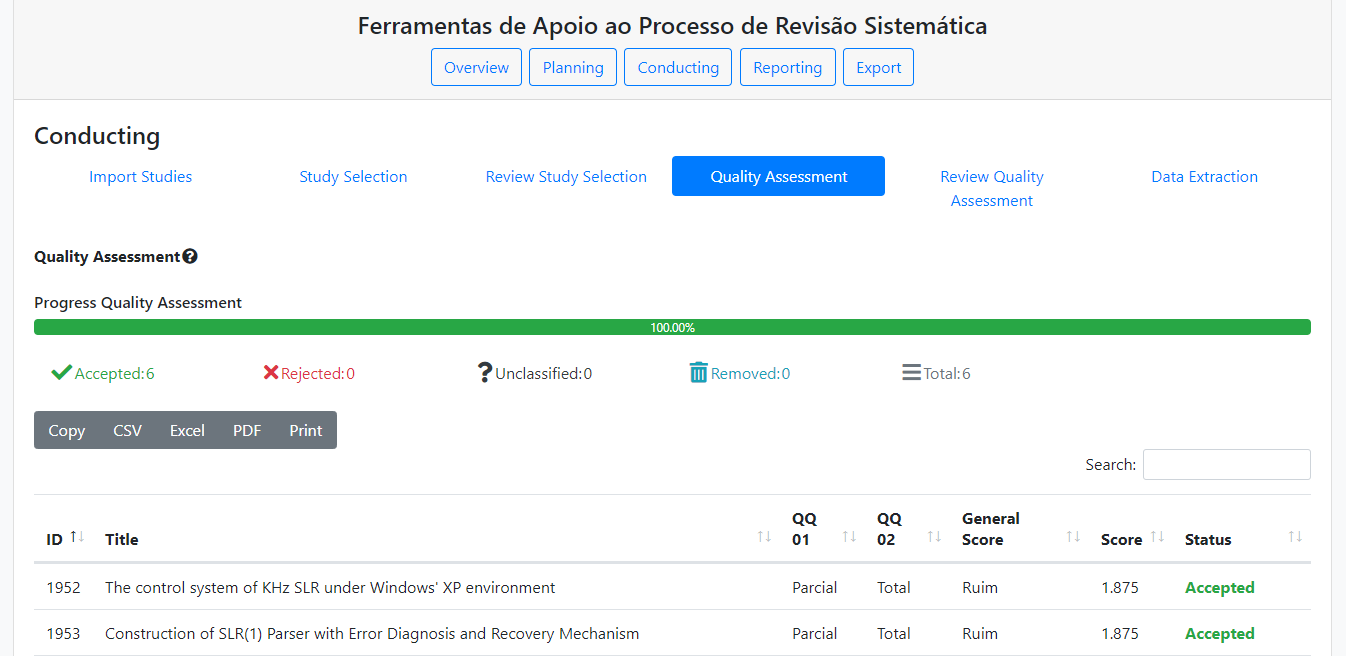 Ferramentas de Apoio ao Processo de Revisão Sistemática
Overview Planning Conducting Reporting Export
Conducting
Import Studies Study Selection Review Study Selection Quality Assessment Review Quality Assessment Data Extraction
Quality Assessment
Progress Quality Assessment
100.00%
Accepted:6 Rejected:0 Unclassified:0 Removed:0 Total:6
Copy CSV Excel PDF Print
Search:
ID Title QQ 01 QQ 02 General Score Score Status
1952 The control system of KHz SLR under Windows' XP environment Parcial Total Ruim 1.875 Accepted
1953 Construction of SLR(1) Parser with Error Diagnosis and Recovery Mechanism Parcial Total Ruim 1.875 Accepted